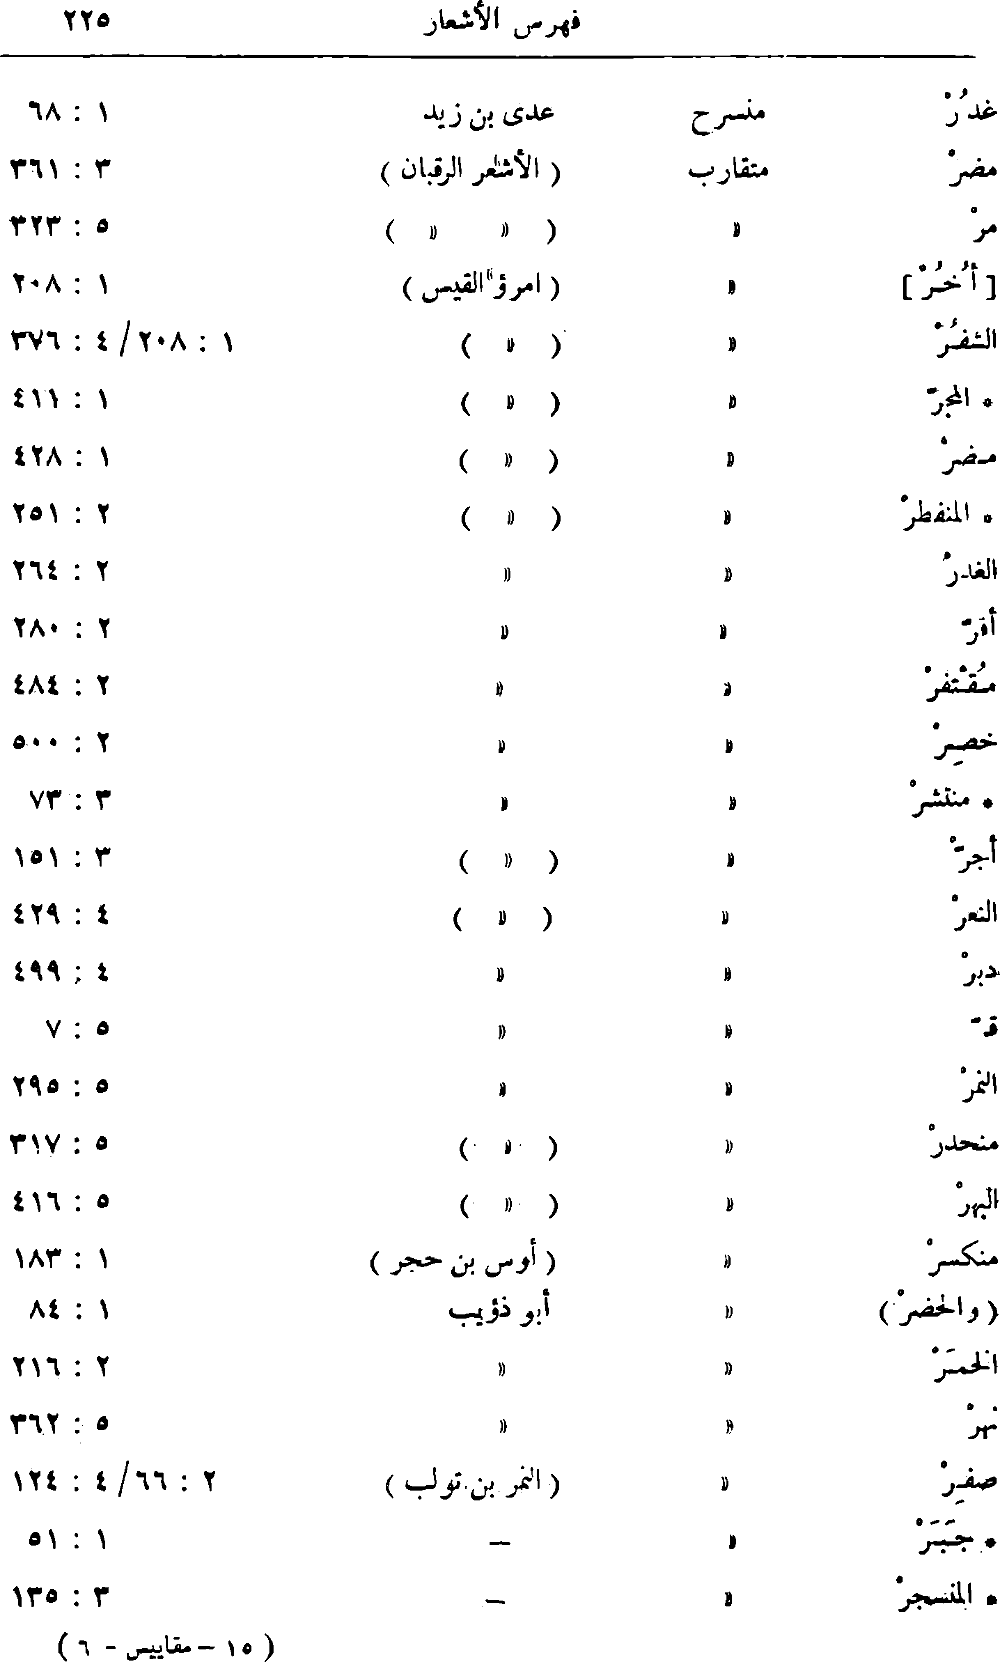 فهرس الأشعار ٢٢٥
غدُرْ منسرح عدى بن زيد ١ : ٦٨
مضرْ متقارب ( الأشعر الرقبان ) ٣ : ٣٦١
مرْ » ( » » ) ٥ : ٣٢٣
[ أُخُرْ ] » ( امرؤ القيس ) ١ : ٢٠٨
الشفُرْ » ( » ) ١ : ٢٠٨ / ٤ : ٣٧٦
* المجرّ » ( » ) ١ : ٤١١
مضرْ » ( » ) ١ : ٤٢٨
* المنفطرْ » ( » ) ٢ : ٢٥١
الغدرْ » » ٢ : ٢٦٤
أفرّ » » ٢ : ٢٨٠
مُقْتفرْ » » ٢ : ٤٨٤
خصِرْ » » ٢ : ٥٠٠
* منتشرْ » » ٣ : ٧٣
أجرّْ » ( » ) ٣ : ١٥١
النعرْ » ( » ) ٤ : ٤٢٩
دبرْ » » ٤ : ٤٩٩
قرّ » » ٥ : ٧
النمرْ » » ٥ : ٢٩٥
منحدرْ » ( » ) ٥ : ٣١٧
البهرْ » ( » ) ٥ : ٤١٦
منكسرْ » ( أوس بن حجر ) ١ : ١٨٣
( والحضرْ ) » أبو ذؤيب ١ : ٨٤
الخمَرْ » » ٢ : ٢١٦
نهرْ » » ٥ : ٣٦٢
صفِرْ » ( النمر بن تولب ) ٢ : ٦٦ / ٤ : ١٢٤
* جَبَرْ » — ١ : ٥١
* المنسجرْ » — ٣ : ١٣٥
( ١٥ – مقاييس – ٦ )